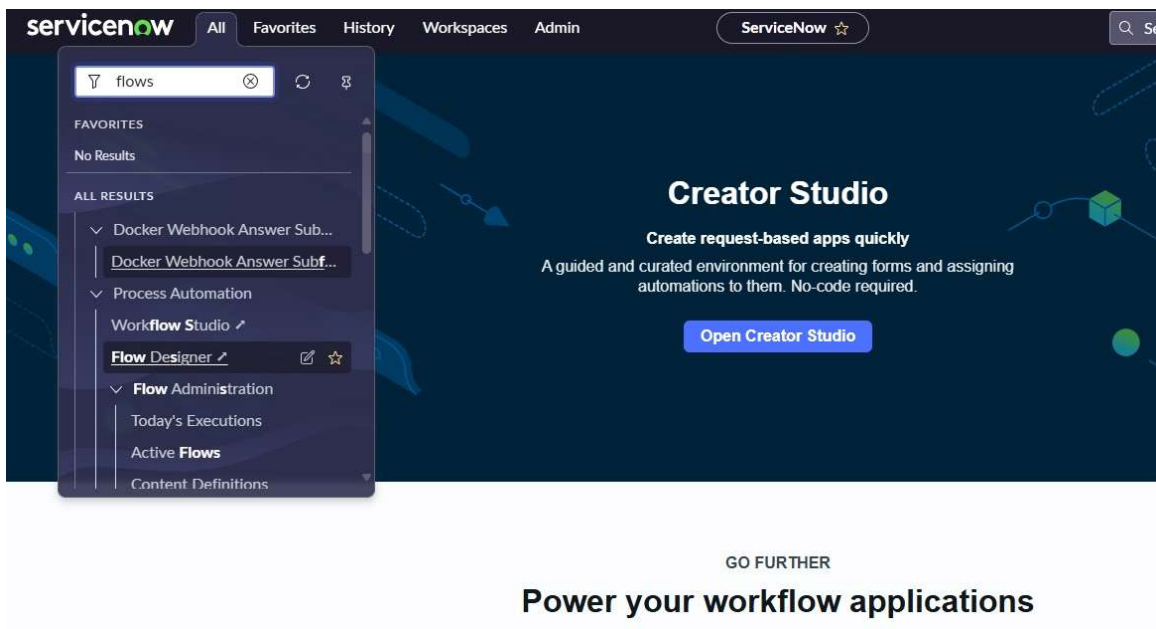 servicenow All Favorites History Workspaces Admin ServiceNow Se
flows
FAVORITES
No Results
ALL RESULTS
Docker Webhook Answer Sub...
Docker Webhook Answer Subf...
Process Automation
Workflow Studio
Flow Designer
Flow Administration
Today's Executions
Active Flows
Content Definitions
Creator Studio
Create request-based apps quickly
A guided and curated environment for creating forms and assigning
automations to them. No-code required.
Open Creator Studio
GO FURTHER
Power your workflow applications